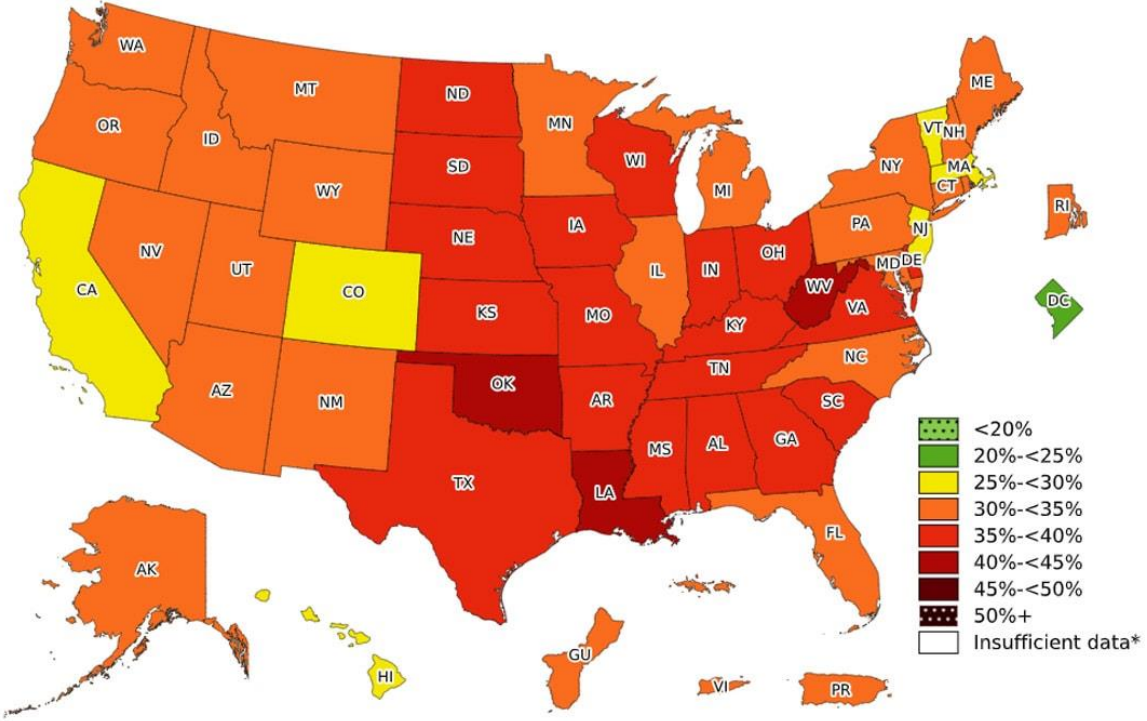 WA
MT
ND
MN
ME
OR
ID
SD
WI
VT
NH
NY
MA
MI
CT
WY
RI
IA
PA
NJ
NE
NV
OH
UT
IL
IN
MD
DE
CA
CO
WV
DC
VA
KS
MO
KY
NC
TN
AZ
OK
NM
AR
SC
MS
AL
GA
TX
LA
FL
AK
HI
GU
VI
PR
<20%
20%-<25%
25%-<30%
30%-<35%
35%-<40%
40%-<45%
45%-<50%
50%+
Insufficient data*